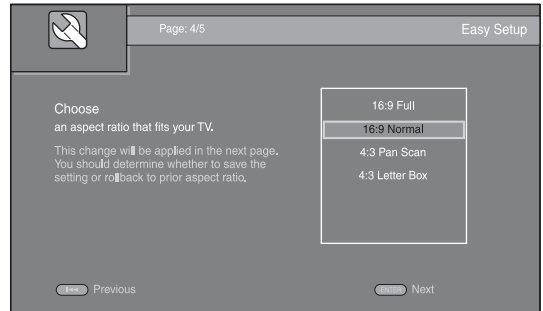 Page: 4/5
Easy Setup
Choose
an aspect ratio that fits your TV.
This change will be applied in the next page.
You should determine whether to save the
setting or rollback to prior aspect ratio.
16:9 Full
16:9 Normal
4:3 Pan Scan
4:3 Letter Box
Previous
ENTER Next